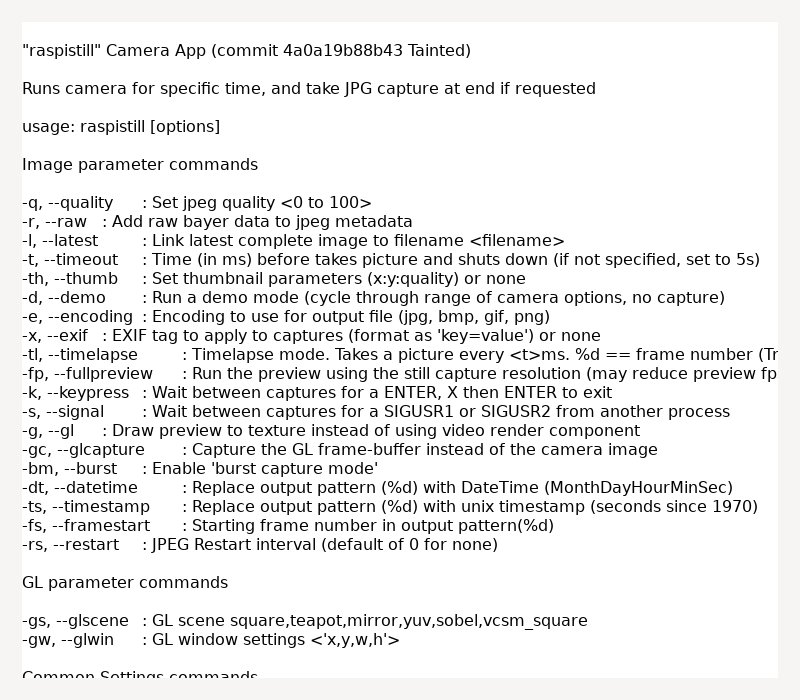 "raspistill" Camera App (commit 4a0a19b88b43 Tainted)
Runs camera for specific time, and take JPG capture at end if requested
usage: raspistill [options]
Image parameter commands
-q, --quality	: Set jpeg quality <0 to 100>
-r, --raw	: Add raw bayer data to jpeg metadata
-l, --latest	: Link latest complete image to filename <filename>
-t, --timeout	: Time (in ms) before takes picture and shuts down (if not specified, set to 5s)
-th, --thumb	: Set thumbnail parameters (x:y:quality) or none
-d, --demo	: Run a demo mode (cycle through range of camera options, no capture)
-e, --encoding	: Encoding to use for output file (jpg, bmp, gif, png)
-x, --exif	: EXIF tag to apply to captures (format as 'key=value') or none
-tl, --timelapse	: Timelapse mode. Takes a picture every <t>ms. %d == frame number (Tr
-fp, --fullpreview	: Run the preview using the still capture resolution (may reduce preview fp
-k, --keypress	: Wait between captures for a ENTER, X then ENTER to exit
-s, --signal	: Wait between captures for a SIGUSR1 or SIGUSR2 from another process
-g, --gl	: Draw preview to texture instead of using video render component
-gc, --glcapture	: Capture the GL frame-buffer instead of the camera image
-bm, --burst	: Enable 'burst capture mode'
-dt, --datetime	: Replace output pattern (%d) with DateTime (MonthDayHourMinSec)
-ts, --timestamp	: Replace output pattern (%d) with unix timestamp (seconds since 1970)
-fs, --framestart	: Starting frame number in output pattern(%d)
-rs, --restart	: JPEG Restart interval (default of 0 for none)
GL parameter commands
-gs, --glscene	: GL scene square,teapot,mirror,yuv,sobel,vcsm_square
-gw, --glwin	: GL window settings <'x,y,w,h'>
Common Settings commands